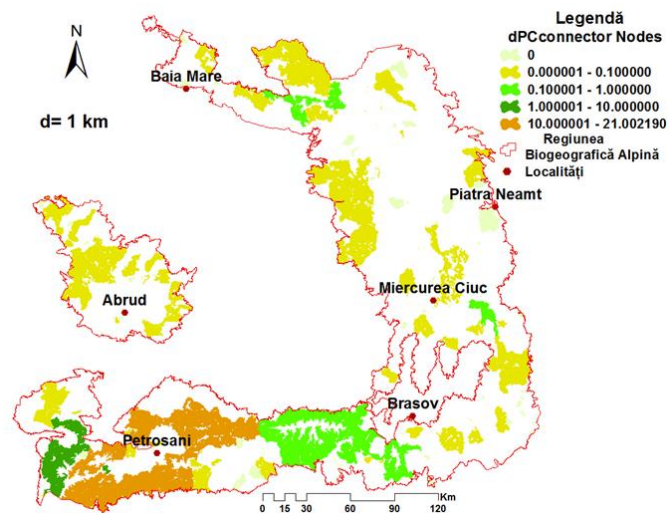 N
d= 1 km
Legendă
dPCconnector Nodes
0
0.000001 - 0.100000
0.100001 - 1.000000
1.000001 - 10.000000
10.000001 - 21.002190
Regiunea
Biogeografică Alpină
Localități
Baia Mare
Piatra Neamt
Miercurea Ciuc
Abrud
Brasov
Petrosani
Km
0 15 30 60 90 120